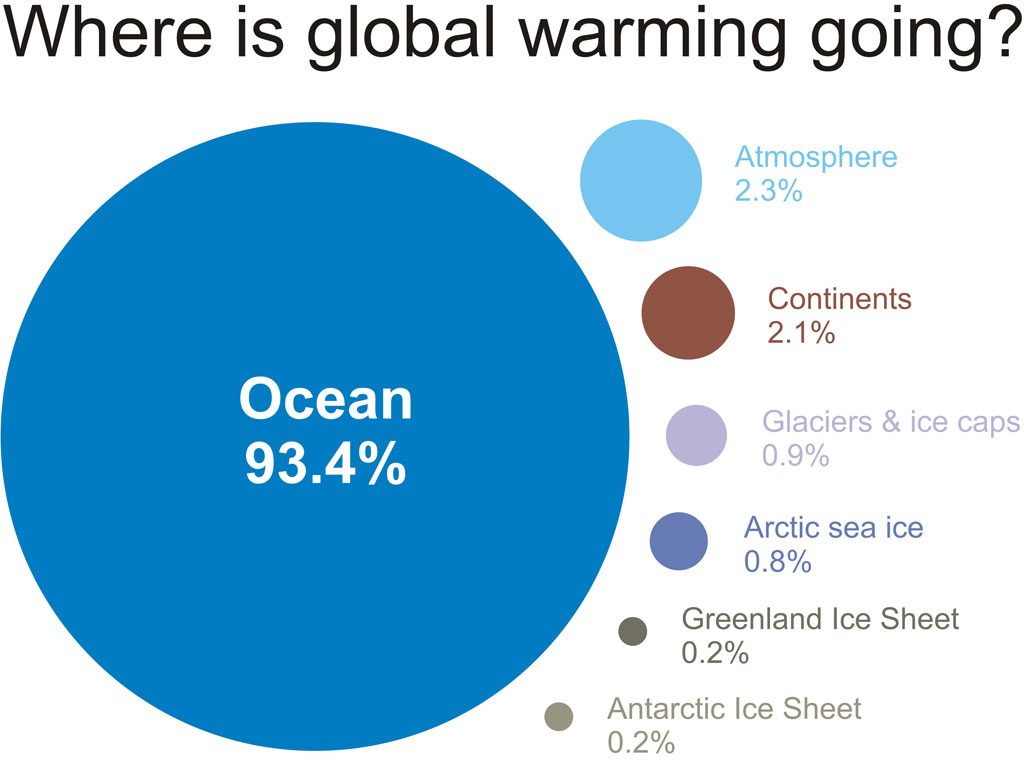 Where is global warming going?
Ocean
93.4%
Atmosphere
2.3%
Continents
2.1%
Glaciers & ice caps
0.9%
Arctic sea ice
0.8%
Greenland Ice Sheet
0.2%
Antarctic Ice Sheet
0.2%